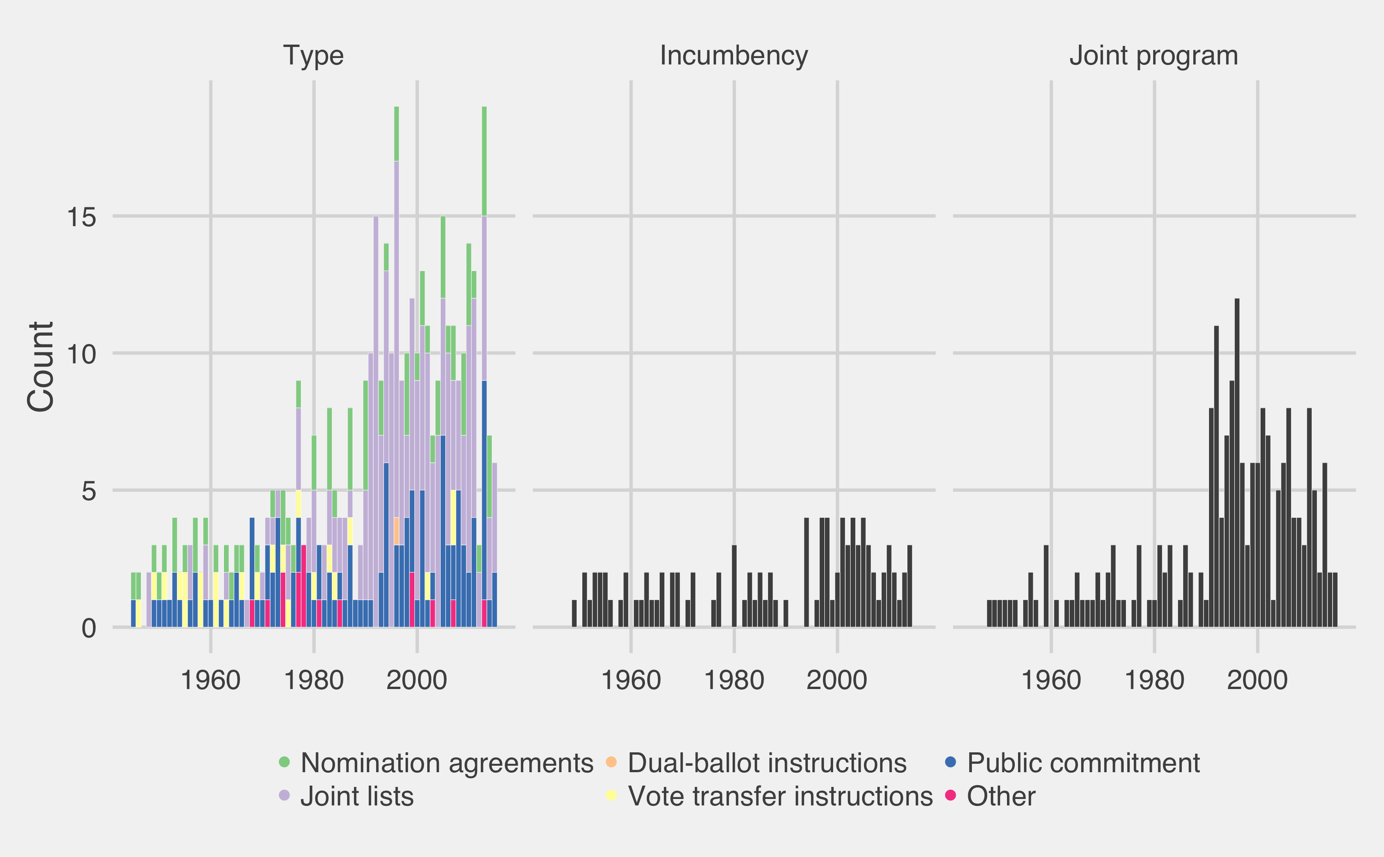 Type
Incumbency
Joint program
Count
15
10
5
0
1960 1980 2000
1960 1980 2000
1960 1980 2000
Nomination agreements
Dual-ballot instructions
Public commitment
Joint lists
Vote transfer instructions
Other